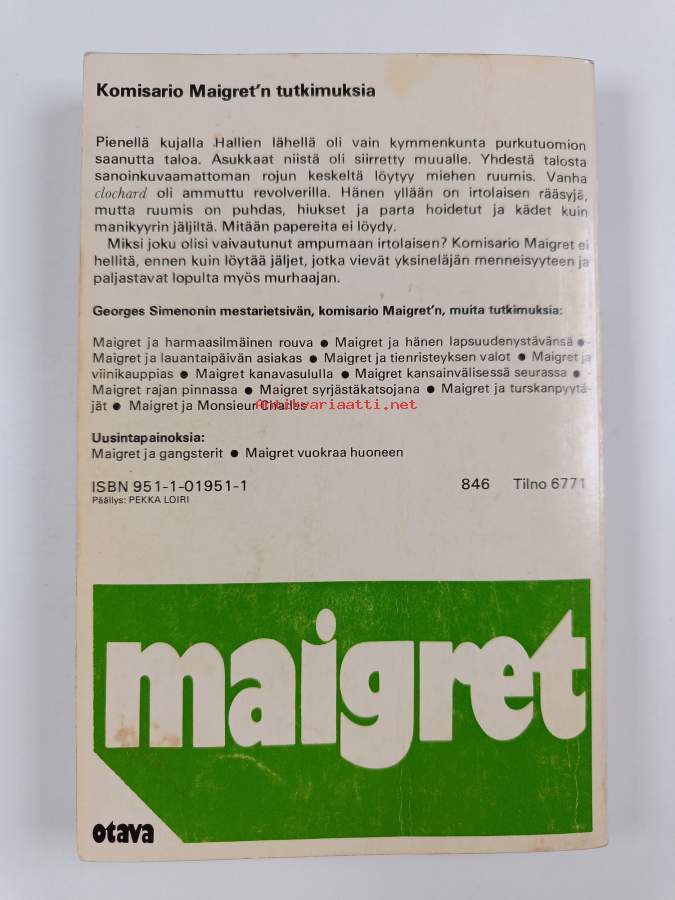 Komisario Maigret'n tutkimuksia
Pienellä kujalla Hallien lähellä oli vain kymmenkunta purkutuomion
saanutta taloa. Asukkaat niistä oli siirretty muualle. Yhdestä talosta
sanoinkuvaamattoman rojun keskeltä löytyy miehen ruumis. Vanha
clochard oli ammuttu revolverilla. Hänen yllään on irtolaisen rääsyjä,
mutta ruumis on puhdas, hiukset ja parta hoidetut ja kädet kuin
manikyyrin jäljiltä. Mitään papereita ei löydy.
Miksi joku olisi vaivautunut ampumaan irtolaisen? Komisario Maigret ei
hellitä, ennen kuin löytää jäljet, jotka vievät yksineläjän menneisyyteen ja
paljastavat lopulta myös murhaajan.
Georges Simenonin mestarietsivän, komisario Maigret'n, muita tutkimuksia:
Maigret ja harmaasilmäinen rouva ● Maigret ja hänen lapsuudenystävänsä ●
Maigret ja lauantaipäivän asiakas ● Maigret ja tienristeyksen valot ● Maigret ja
viinikauppias ● Maigret kanavasululla ● Maigret kansainvälisessä seurassa ●
Maigret rajan pinnassa ● Maigret syrjästäkatsojana ● Maigret ja turskanpyytä-
jät ● Maigret ja Monsieur Charles
Antikvariaatti.net
Uusintapainoksia:
Maigret ja gangsterit ● Maigret vuokraa huoneen
ISBN 951-1-01951-1 846 Tilno 6771
Päällys: PEKKA LOIRI
maigret
otava